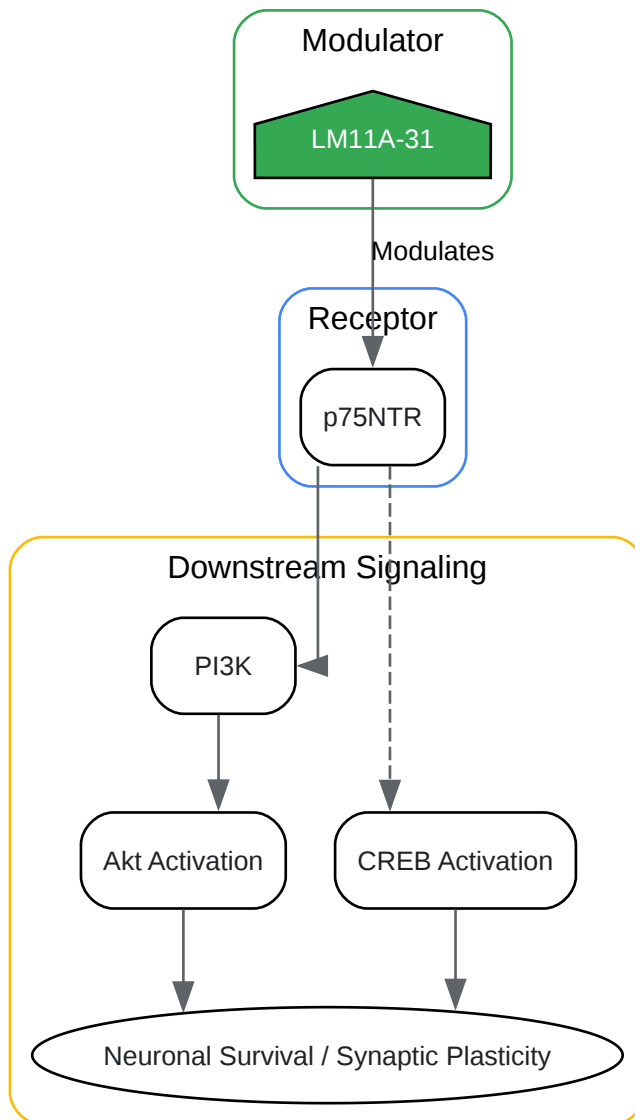 Modulator
LM11A-31
Modulates
Receptor
p75NTR
Downstream Signaling
PI3K
Akt Activation
CREB Activation
Neuronal Survival / Synaptic Plasticity